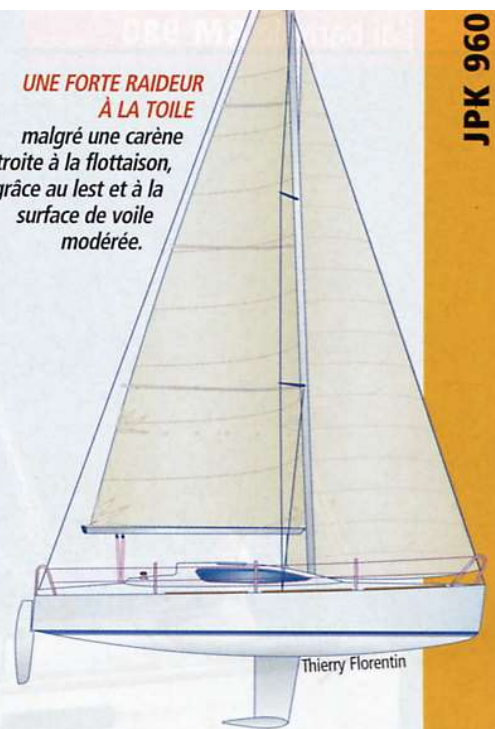 UNE FORTE RAIDEUR
À LA TOILE
malgré une carène
troite à la flottaison,
grâce au lest et à la
surface de voile
modérée.
JPK 960
Thierry Florentin